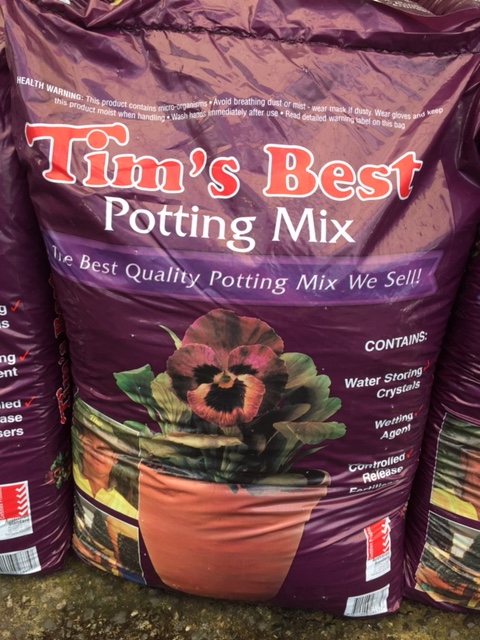 HEALTH WARNING: This product contains micro-organisms • Avoid breathing dust or mist - wear mask if dusty. Wear gloves and keep
this product moist when handling • Wash hands immediately after use • Read detailed warning label on this bag
Tim's Best
Potting Mix
The Best Quality Potting Mix We Sell!
CONTAINS:
Water Storing
Crystals
Wetting
Agent
Controlled
Release